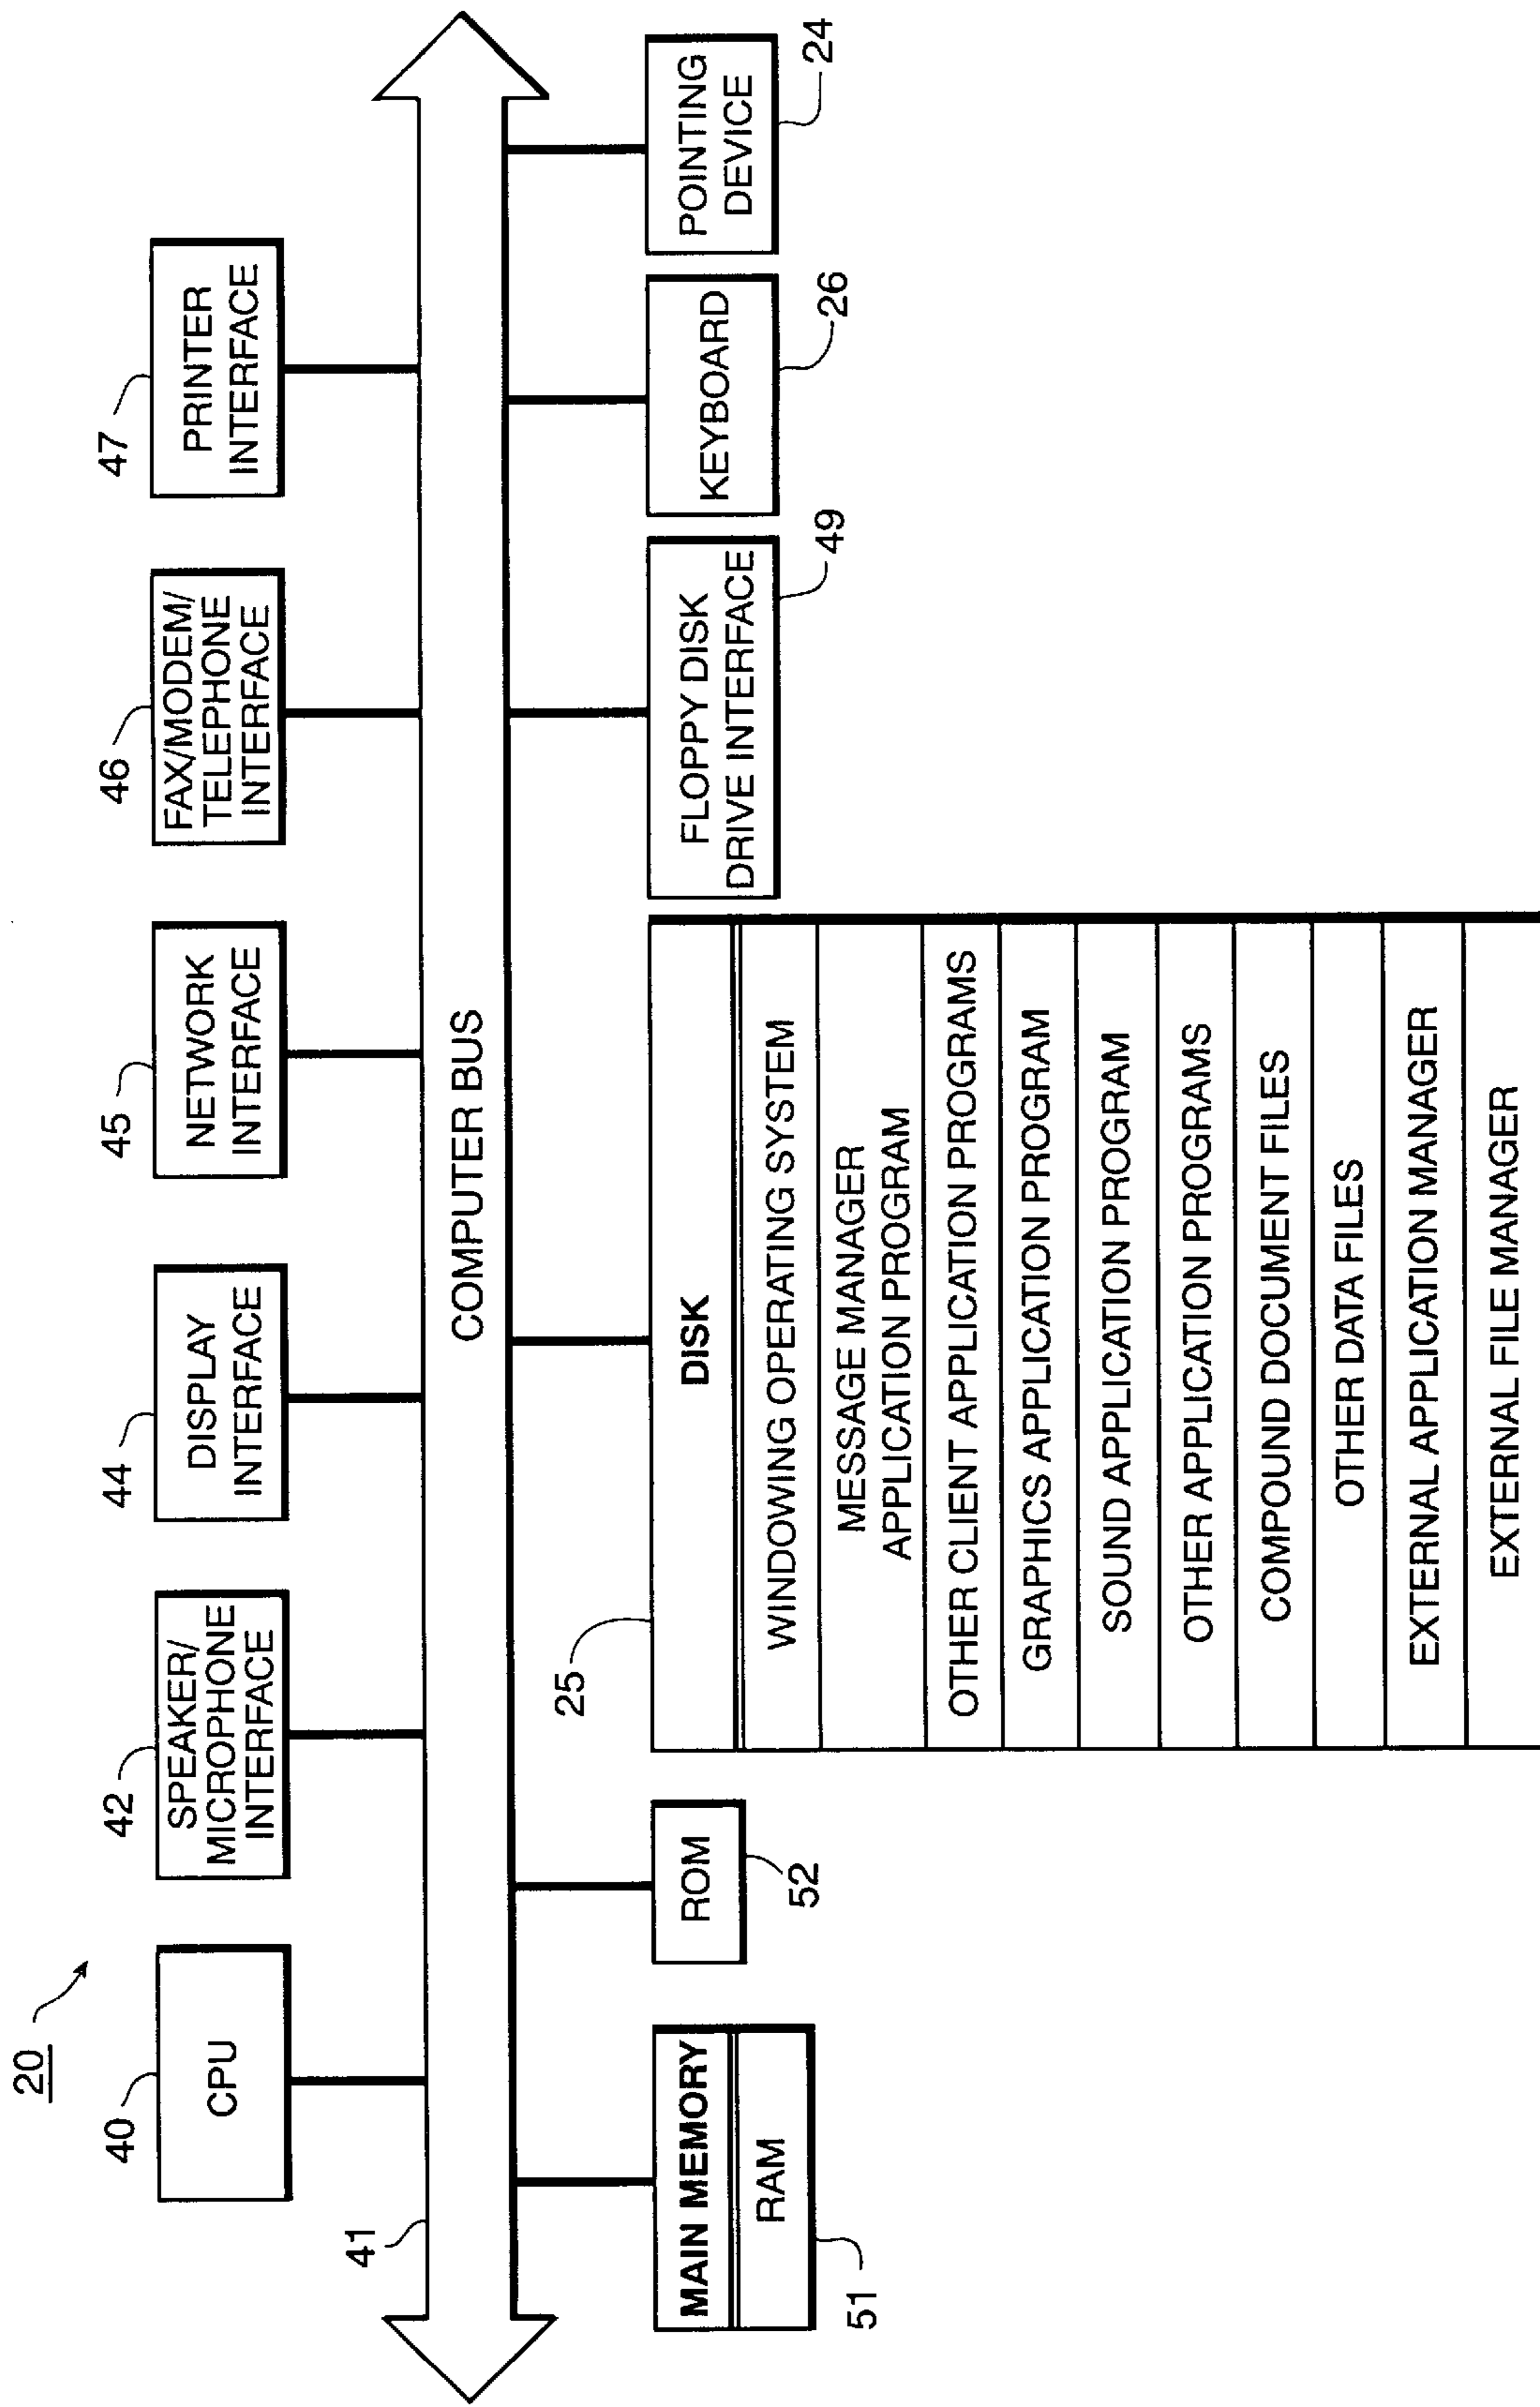 20
40
CPU
42
SPEAKER/
MICROPHONE
INTERFACE
44
DISPLAY
INTERFACE
45
NETWORK
INTERFACE
46
FAX/MODEM/
TELEPHONE
INTERFACE
47
PRINTER
INTERFACE
41
COMPUTER BUS
MAIN MEMORY
RAM
51
ROM
52
25
DISK
WINDOWING OPERATING SYSTEM
MESSAGE MANAGER
APPLICATION PROGRAM
OTHER CLIENT APPLICATION PROGRAMS
GRAPHICS APPLICATION PROGRAM
SOUND APPLICATION PROGRAM
OTHER APPLICATION PROGRAMS
COMPOUND DOCUMENT FILES
OTHER DATA FILES
EXTERNAL APPLICATION MANAGER
EXTERNAL FILE MANAGER
FLOPPY DISK
DRIVE INTERFACE
49
KEYBOARD
26
POINTING
DEVICE
24